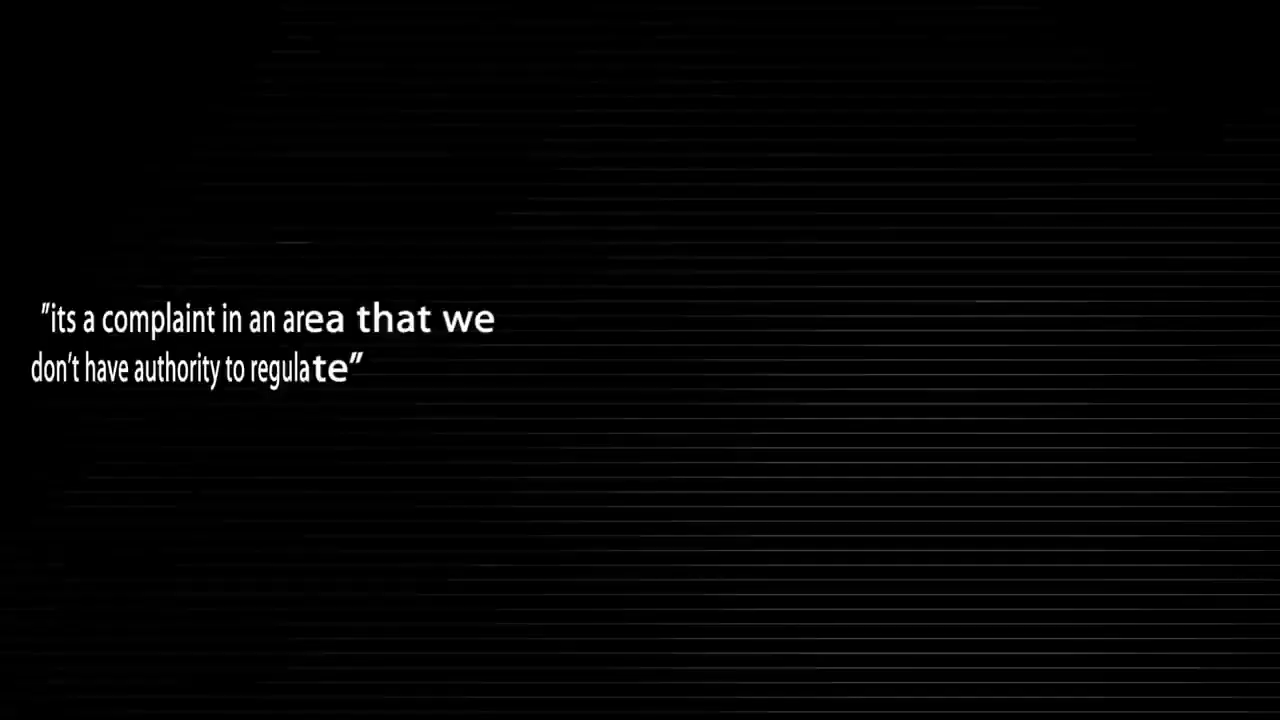 "its a complaint in an area that we
don't have authority to regulate"